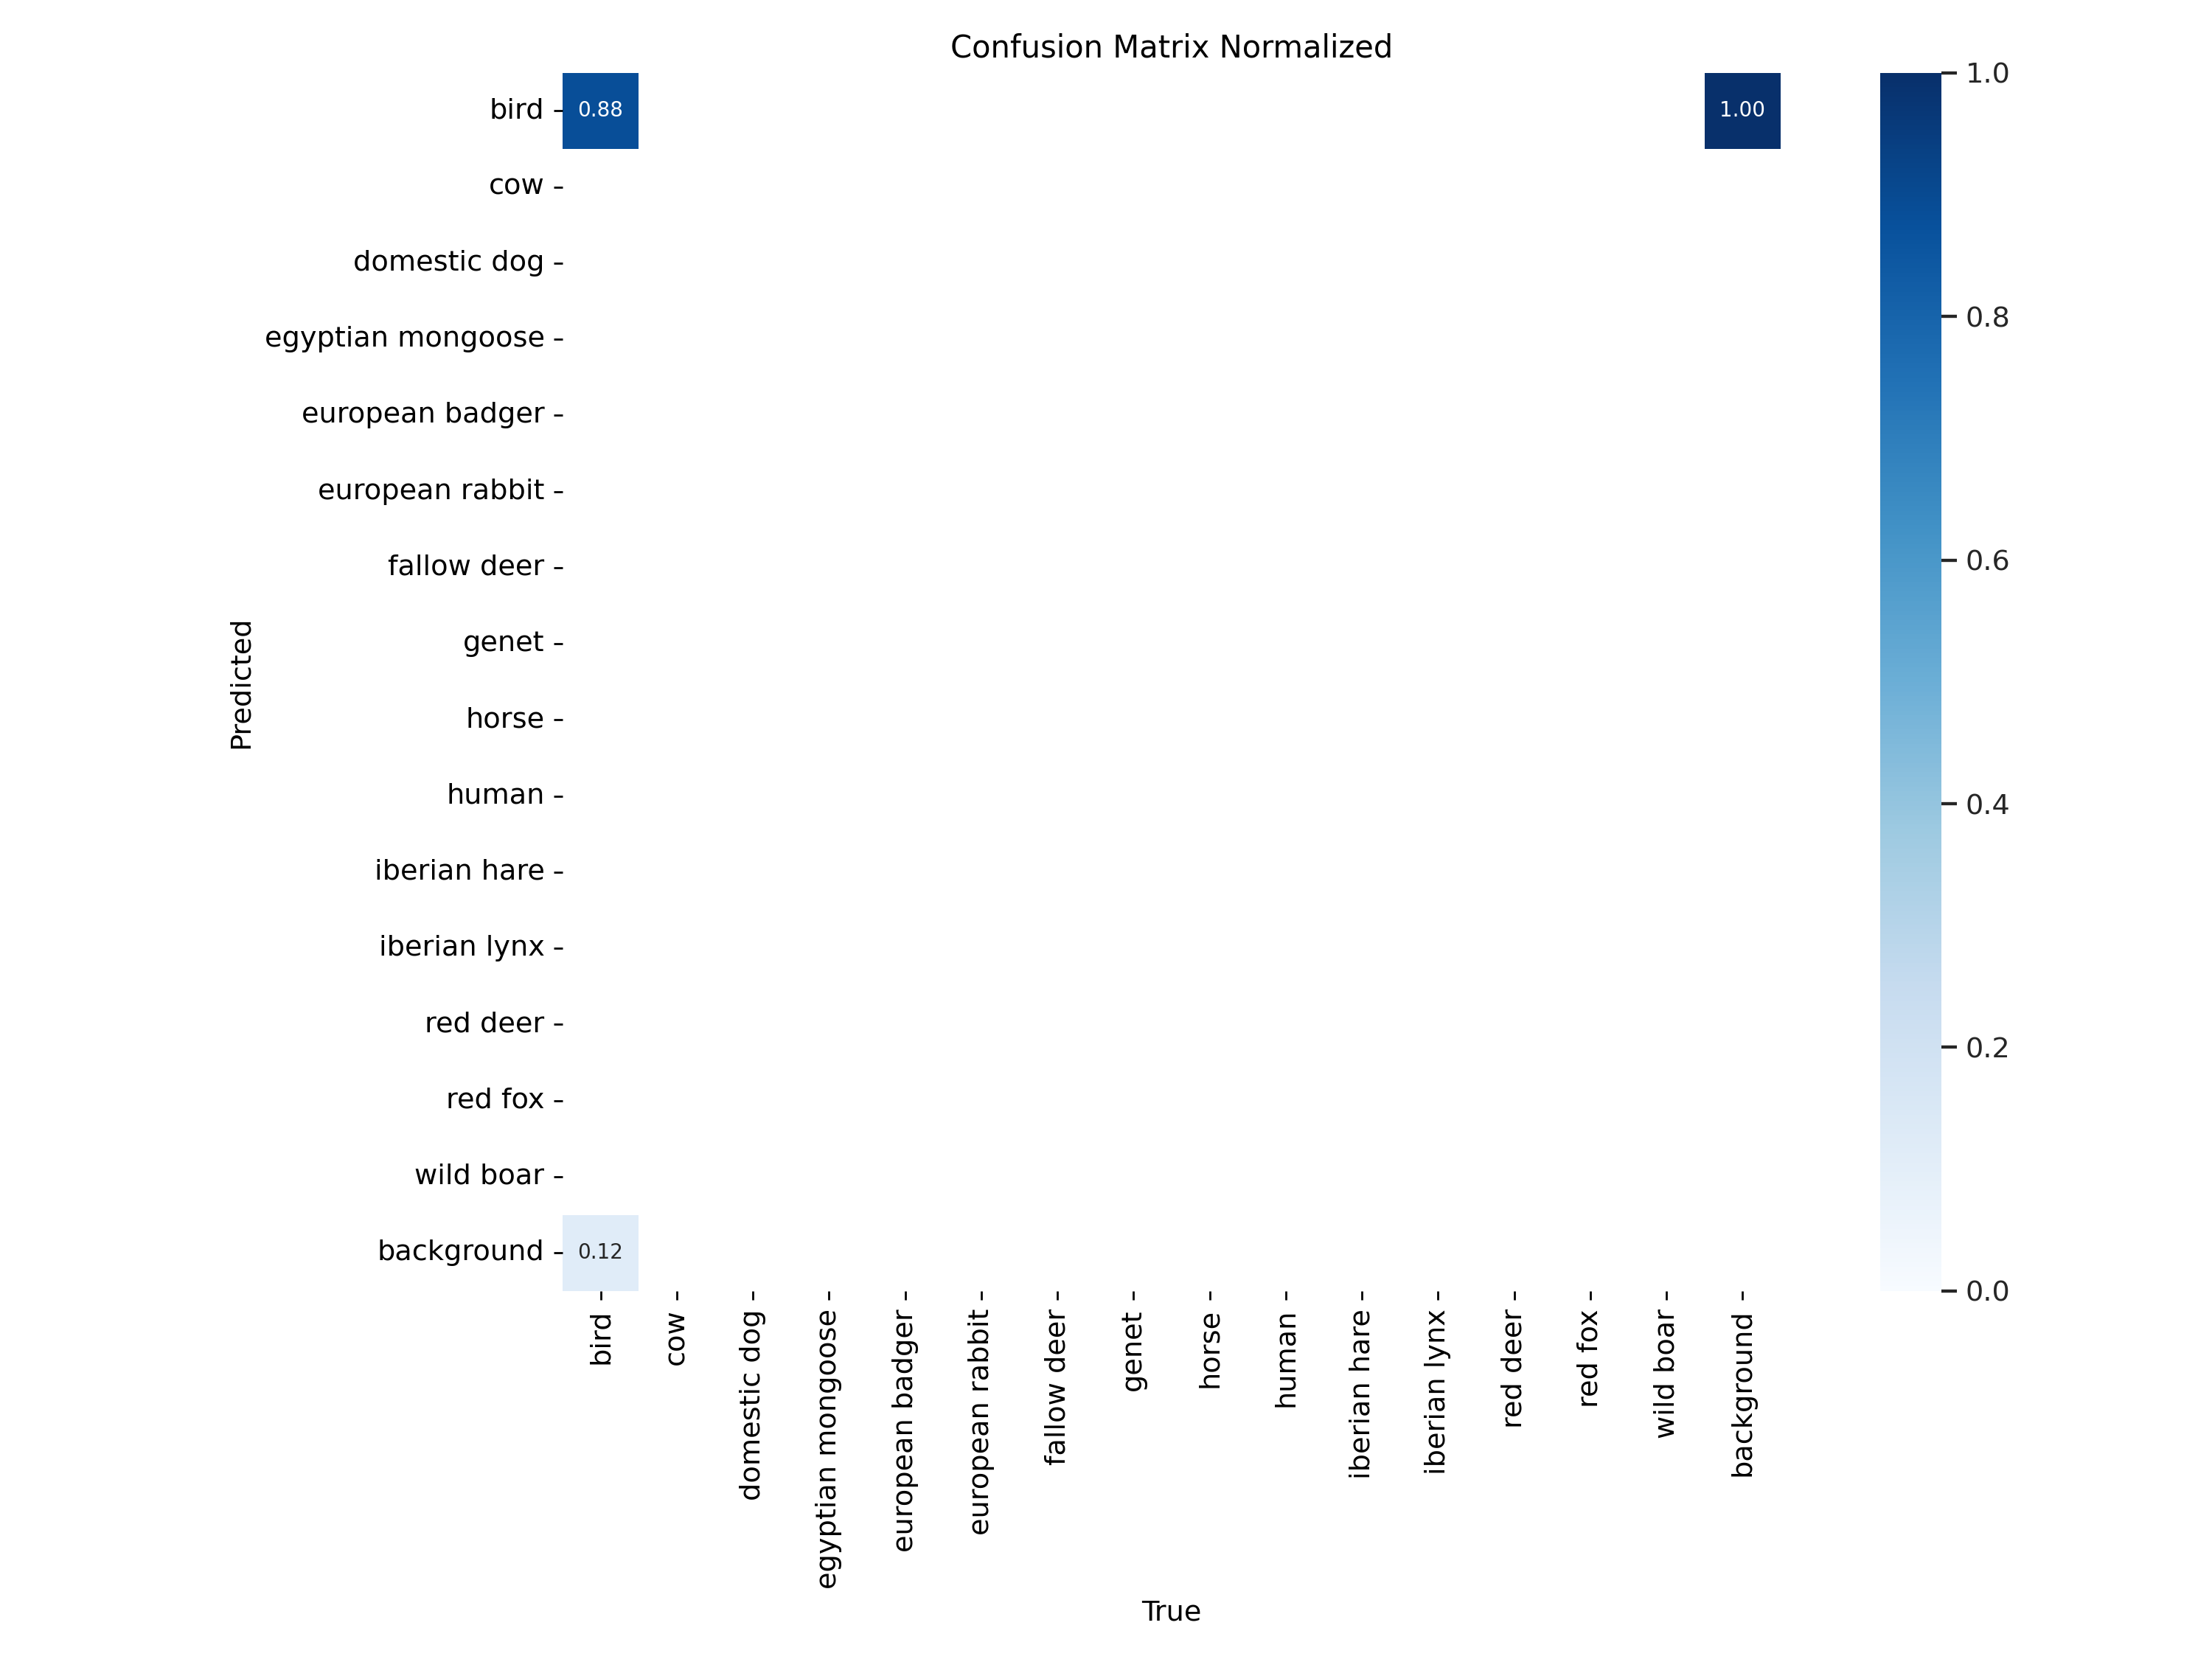 Confusion Matrix Normalized
bird
0.88
1.00
cow
domestic dog
egyptian mongoose
european badger
european rabbit
fallow deer
genet
horse
human
iberian hare
iberian lynx
red deer
red fox
wild boar
background
0.12
Predicted
bird
cow
domestic dog
egyptian mongoose
european badger
european rabbit
fallow deer
genet
horse
human
iberian hare
iberian lynx
red deer
red fox
wild boar
background
True
1.0
0.8
0.6
0.4
0.2
0.0